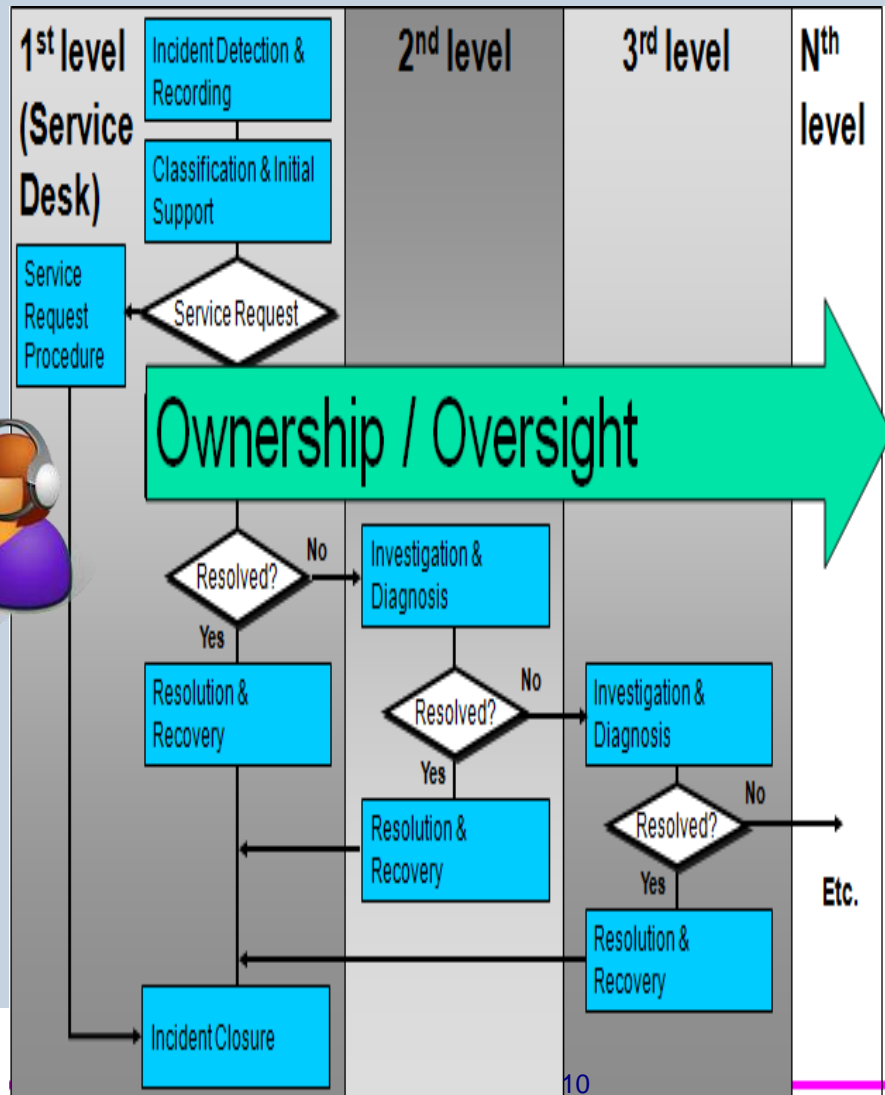 1st level
(Service
Desk)
Incident Detection &
Recording
2nd level
3rd level
Nth
level
Classification & Initial
Support
Service
Request
Procedure
Service Request
Ownership / Oversight
Resolved?
No
Yes
Investigation &
Diagnosis
Resolution &
Recovery
Resolved?
No
Yes
Investigation &
Diagnosis
Resolution &
Recovery
Resolved?
No
Yes
Etc.
Resolution &
Recovery
Incident Closure
10